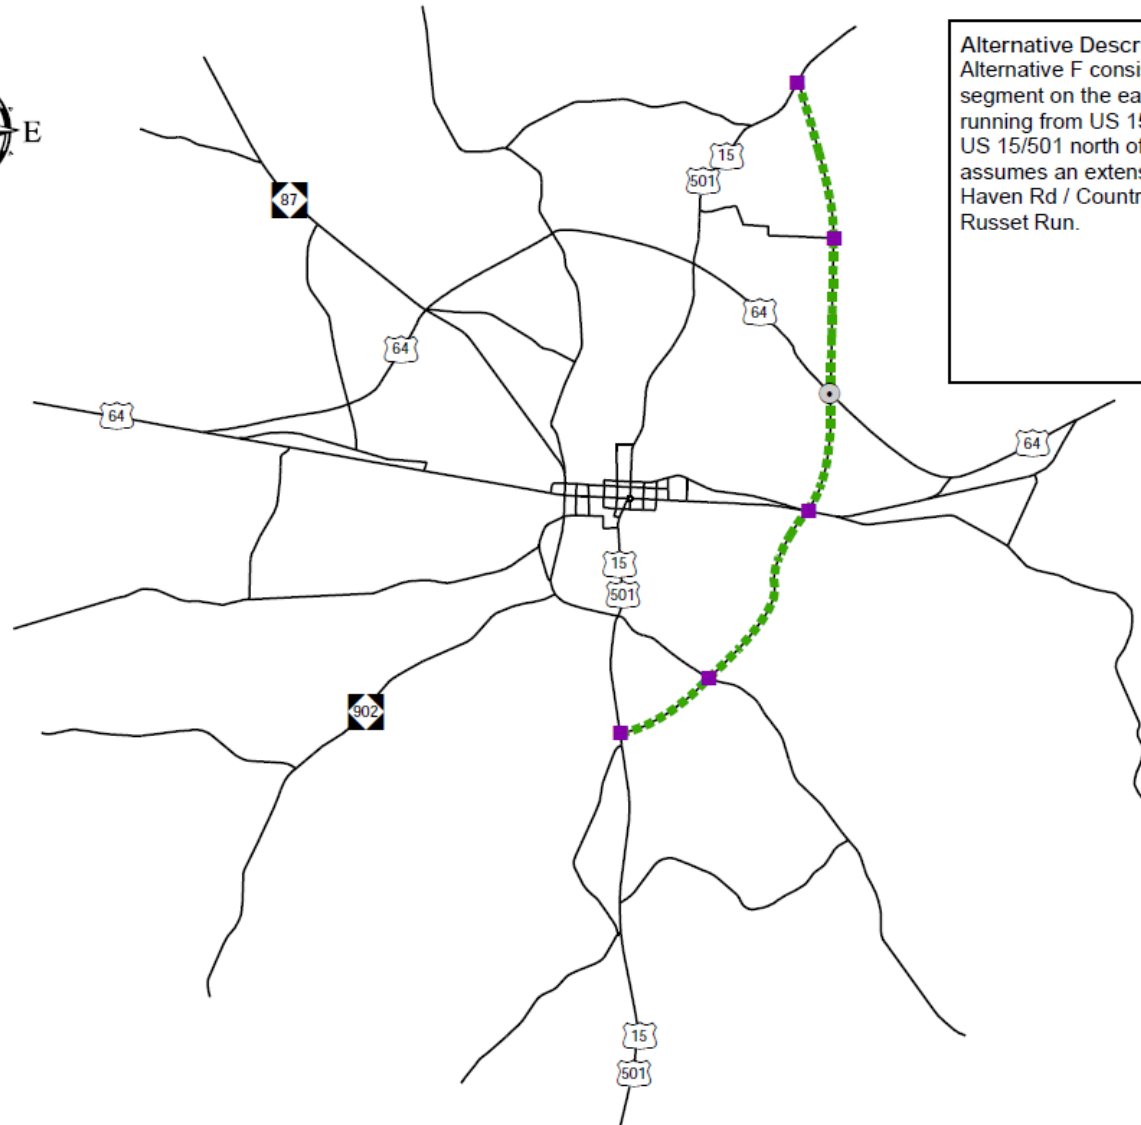 Alternative Descr
Alternative F consi
segment on the ea
running from US 15
US 15/501 north of
assumes an extens
Haven Rd / Countr
Russet Run.
E
15
501
87
64
64
64
64
15
501
902
15
501